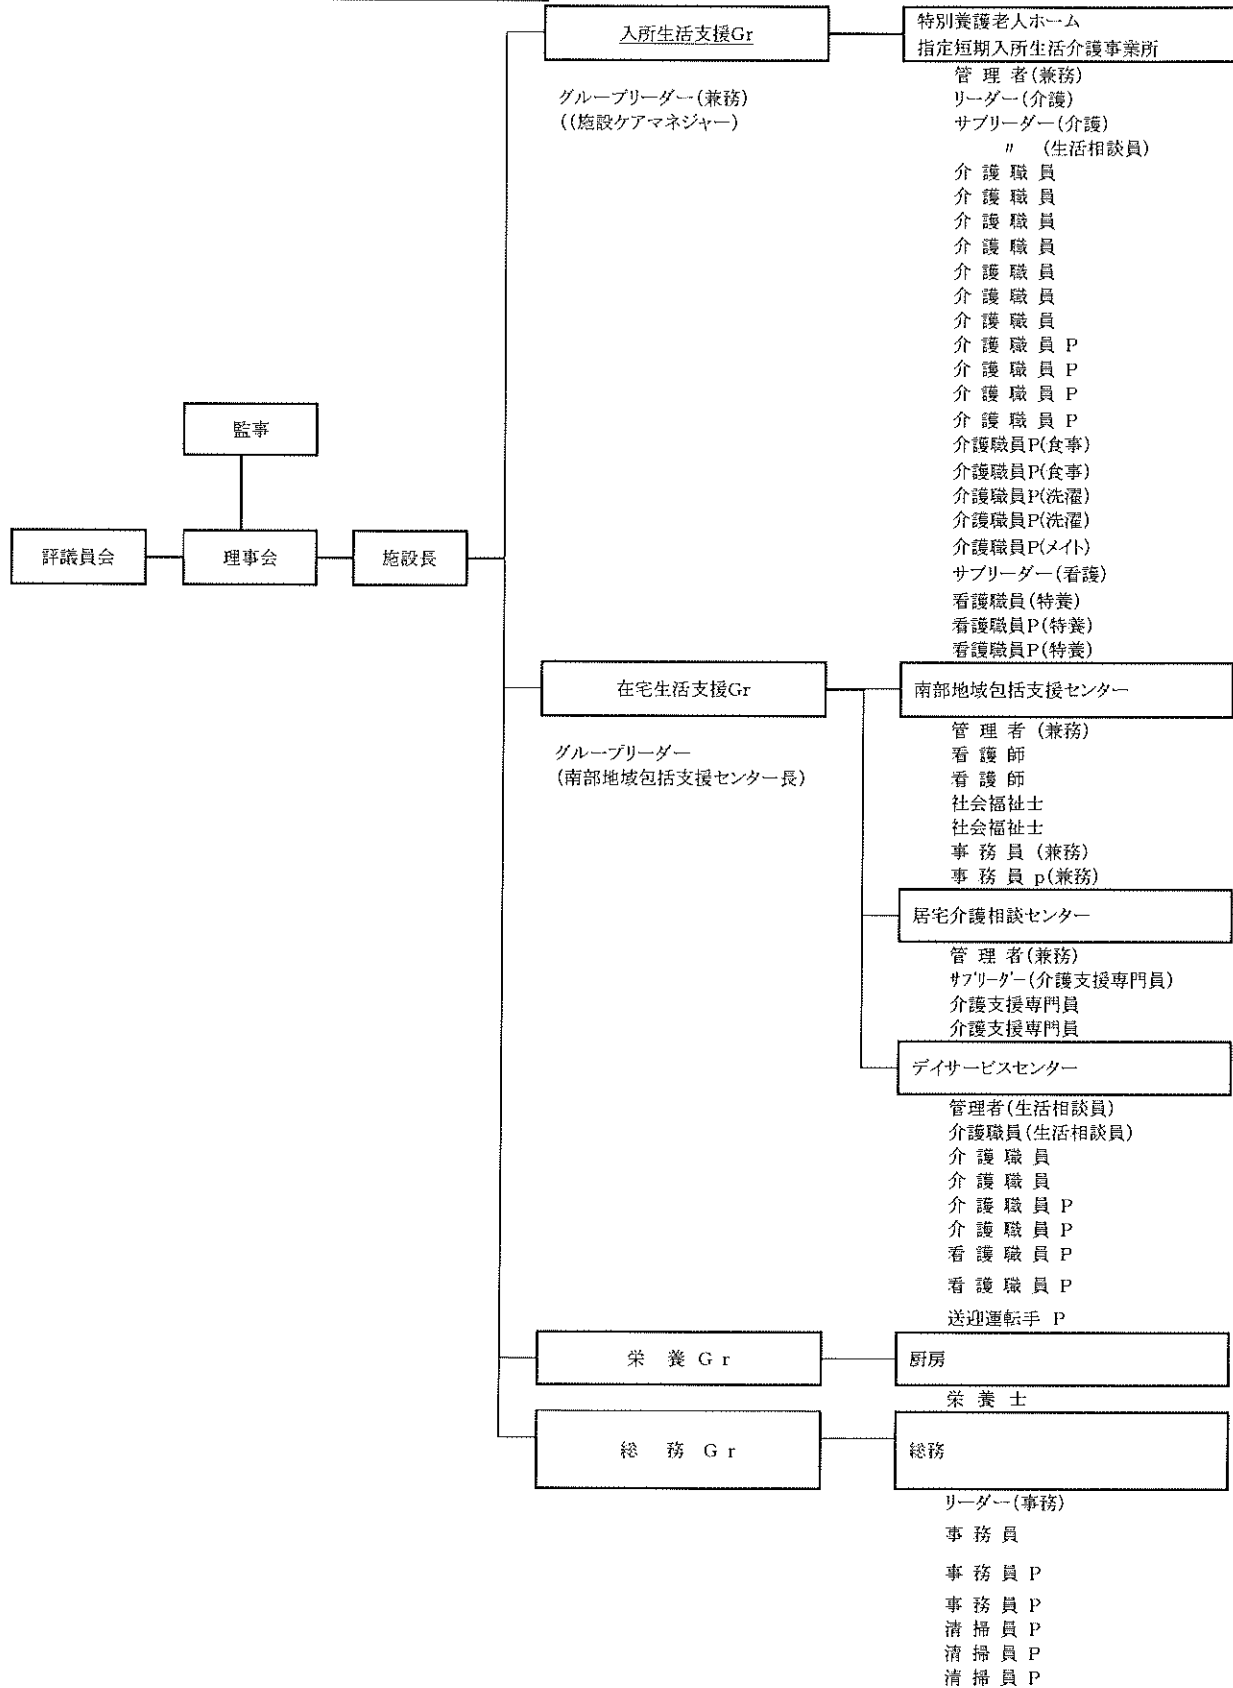 入所生活支援Gr
グループリーダー(兼務)
((施設ケアマネジャー)
特別養護老人ホーム
指定短期入所生活介護事業所
管 理 者(兼務)
リーダー(介護)
サブリーダー(介護)
〃 (生活相談員)
介 護 職 員
介 護 職 員
介 護 職 員
介 護 職 員
介 護 職 員
介 護 職 員
介 護 職 員
介 護 職 員 P
介 護 職 員 P
介 護 職 員 P
介 護 職 員 P
介護職員P(食事)
介護職員P(食事)
介護職員P(洗濯)
介護職員P(洗濯)
介護職員P(メイト)
サブリーダー(看護)
看護職員(特養)
看護職員P(特養)
看護職員P(特養)
監事
評議員会
理事会
施設長
在宅生活支援Gr
グループリーダー
(南部地域包括支援センター長)
南部地域包括支援センター
管 理 者 (兼務)
看 護 師
看 護 師
社会福祉士
社会福祉士
事 務 員 (兼務)
事 務 員 p(兼務)
居宅介護相談センター
管 理 者(兼務)
サブリーダー(介護支援専門員)
介護支援専門員
介護支援専門員
デイサービスセンター
管理者(生活相談員)
介護職員(生活相談員)
介 護 職 員
介 護 職 員
介 護 職 員 P
介 護 職 員 P
看 護 職 員 P
看 護 職 員 P
送迎運転手 P
栄 養 G r
厨房
栄 養 士
総 務 G r
総務
リーダー(事務)
事 務 員
事 務 員 P
事 務 員 P
清 掃 員 P
清 掃 員 P
清 掃 員 P